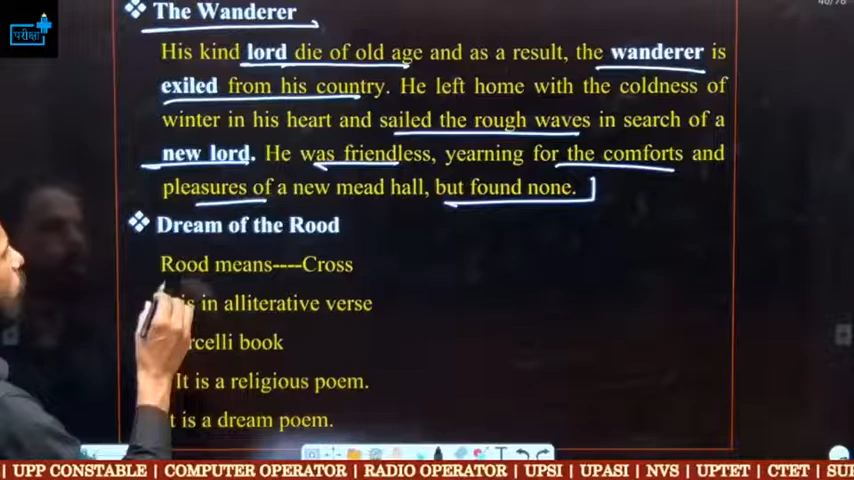 परीक्षा
40/70
The Wanderer
His kind lord die of old age and as a result, the wanderer is
exiled from his country. He left home with the coldness of
winter in his heart and sailed the rough waves in search of a
new lord. He was friendless, yearning for the comforts and
pleasures of a new mead hall, but found none.
Dream of the Rood
Rood means----Cross
is in alliterative verse
rcelli book
It is a religious poem.
t is a dream poem.
| UPP CONSTABLE | COMPUTER OPERATOR | RADIO OPERATOR | UPSI | UPASI | NVS | UPTET | CTET | SU